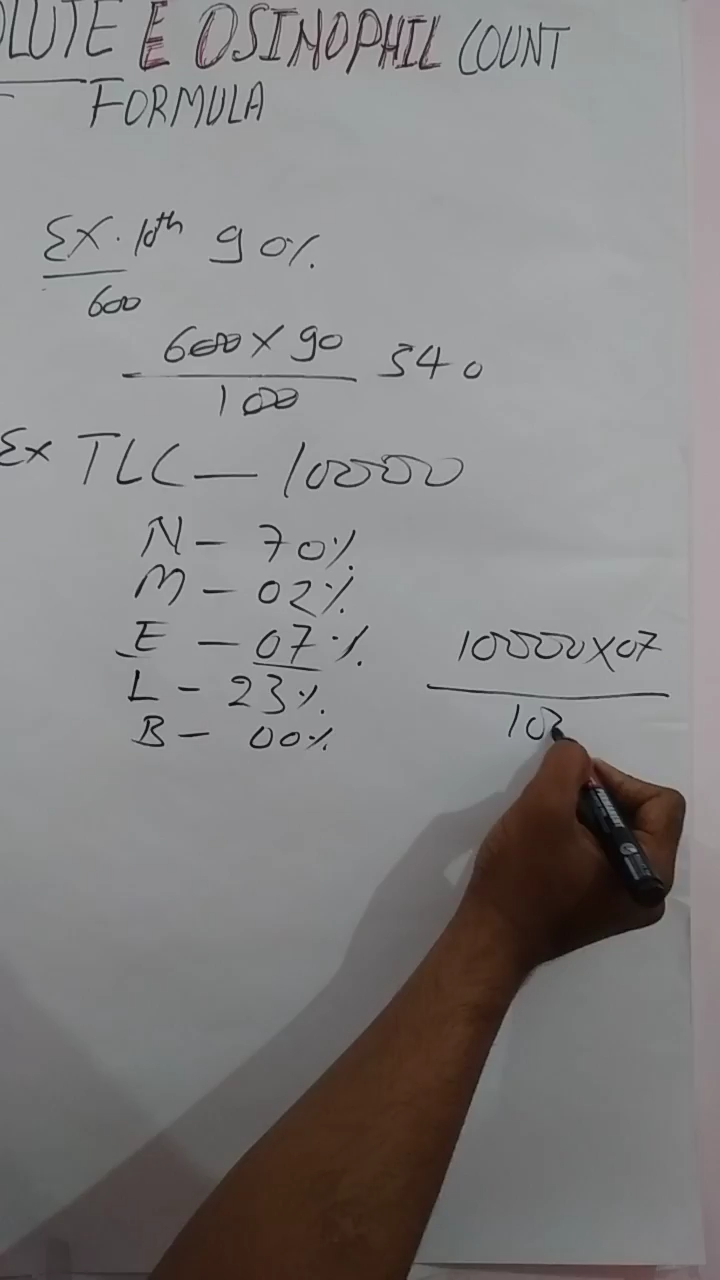 LUTE EOSINOPHIL COUNT
FORMULA
Ex. 10th 90%
600
600 X 90 540
100
Ex TLC — 10000
N - 70%
M - 02%
E - 07%.
10000 X 07
L - 23%.
10
B - 00%